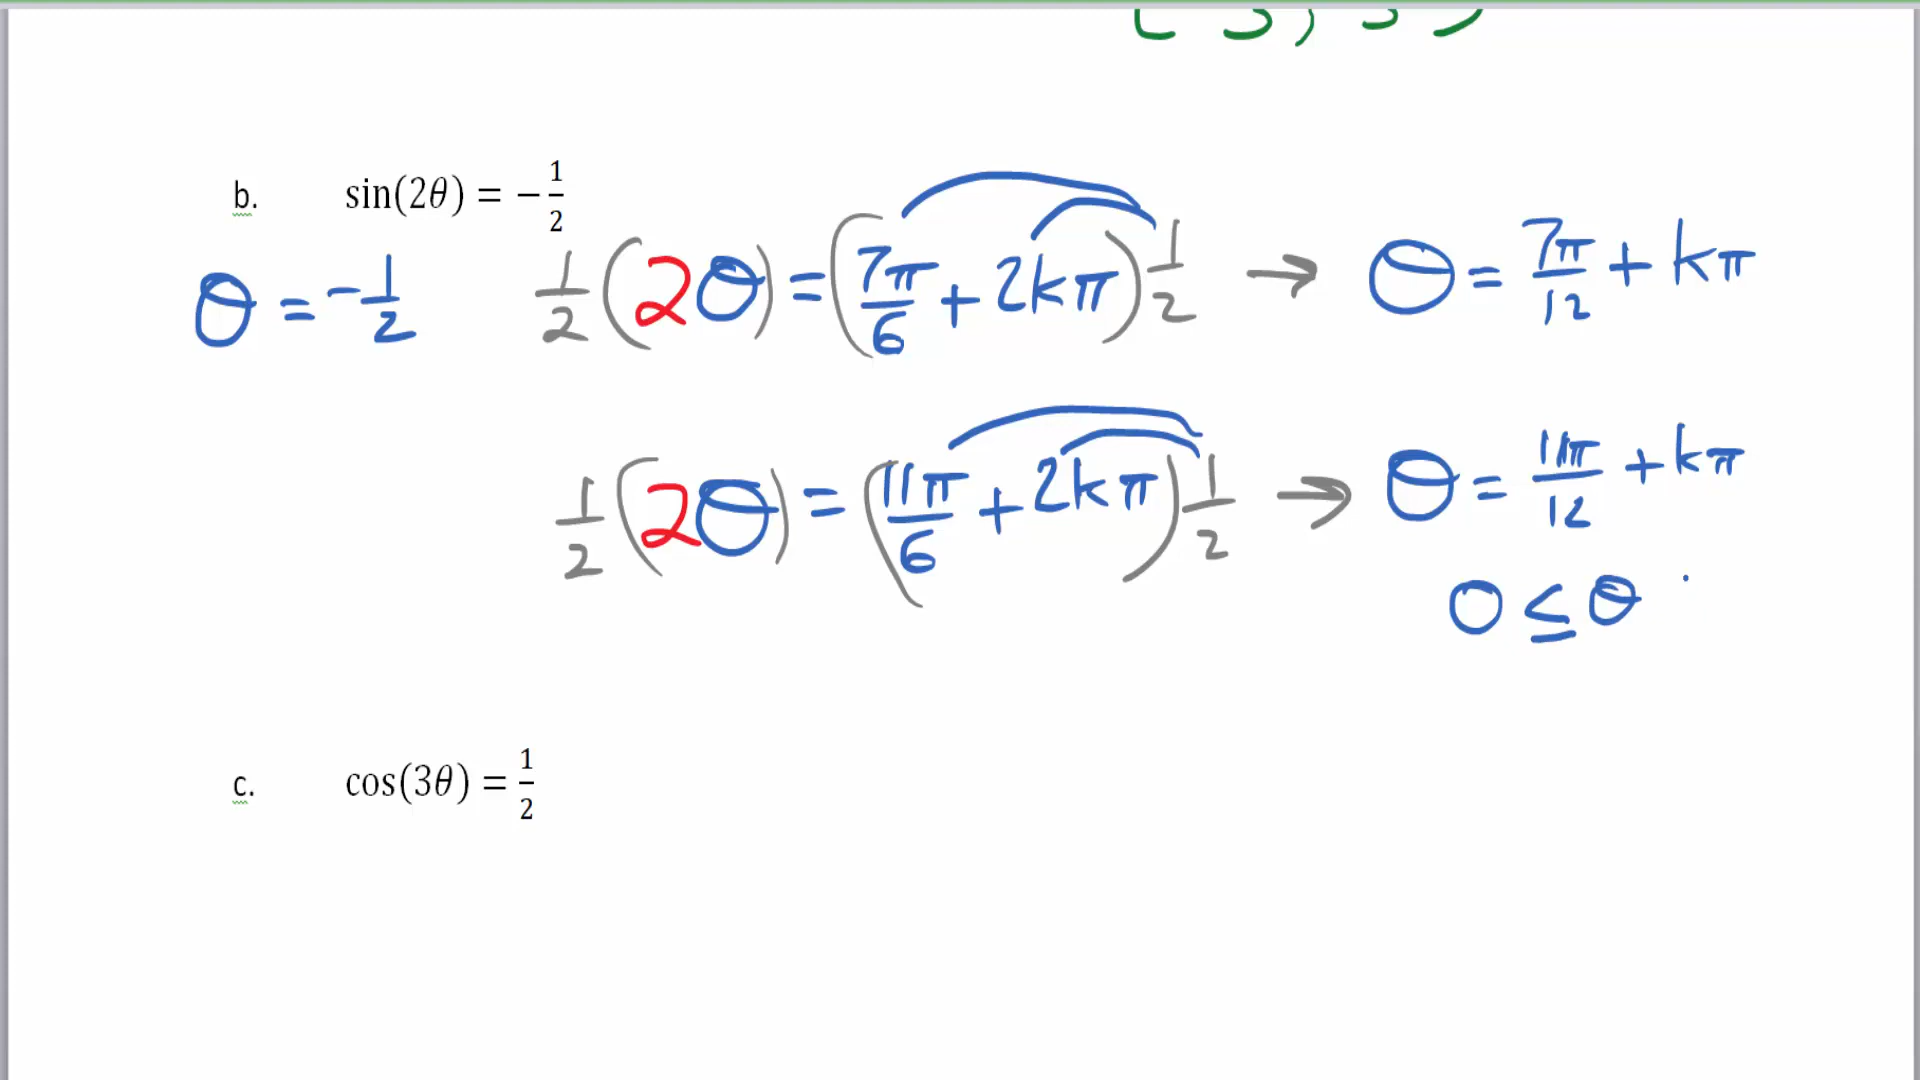 b. sin(2θ) = -1/2
θ = -1/2 1/2(2θ) = (7π/6 + 2kπ)1/2 → θ = 7π/12 + kπ
1/2(2θ) = (11π/6 + 2kπ)1/2 → θ = 11π/12 + kπ
0 ≤ θ
c. cos(3θ) = 1/2